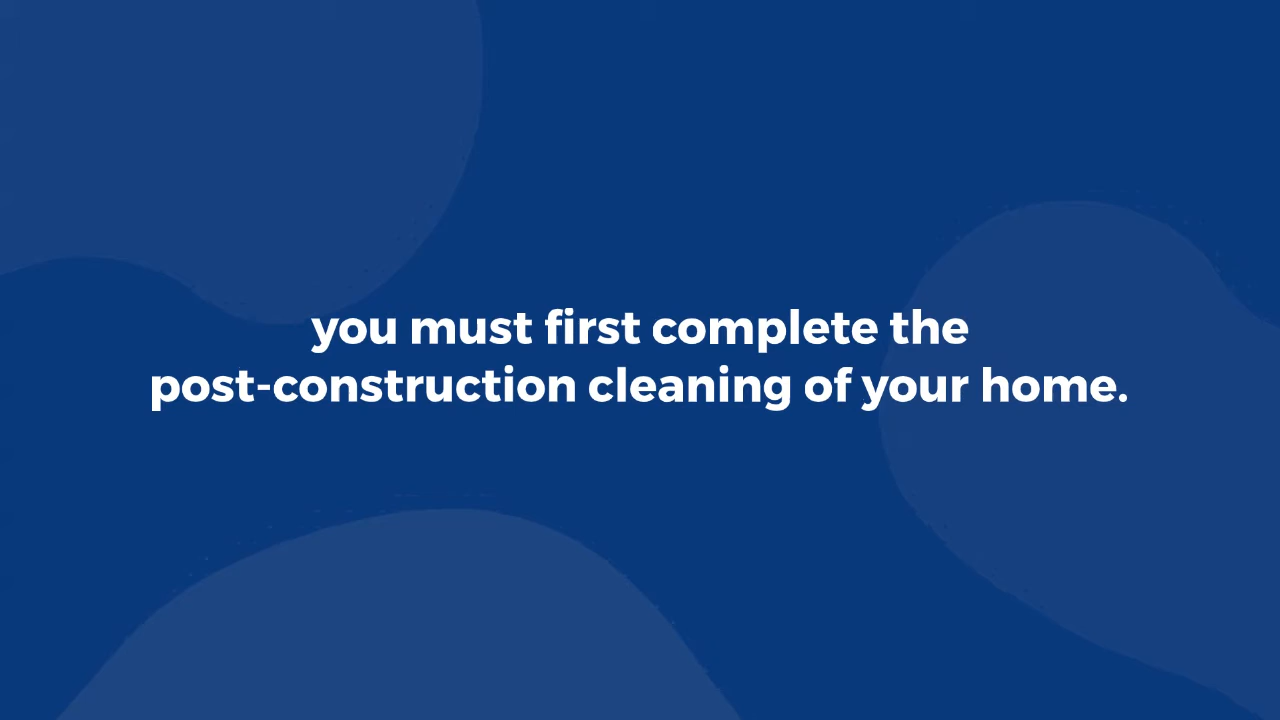 you must first complete the
post-construction cleaning of your home.